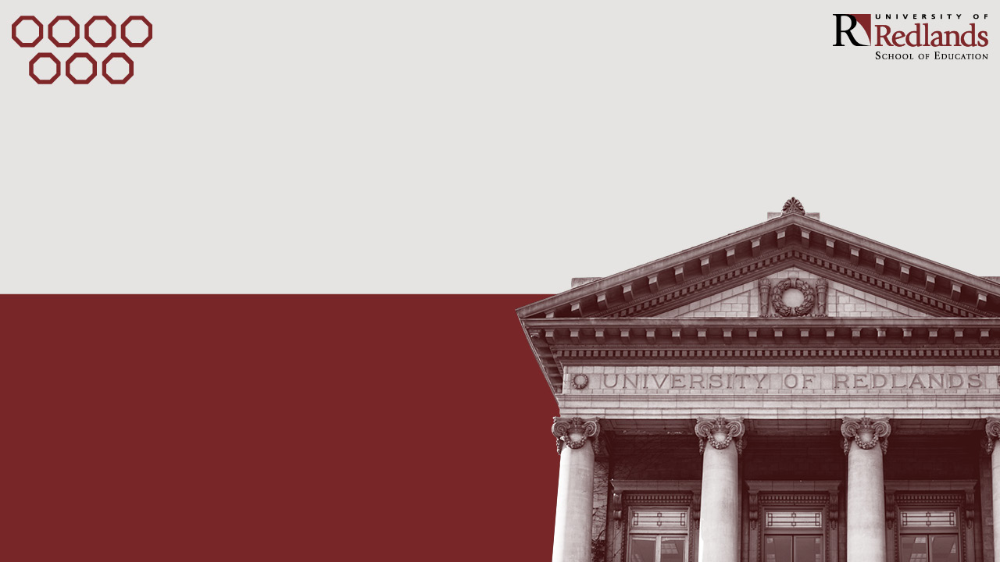 UNIVERSITY OF
R Redlands
SCHOOL OF EDUCATION
UNIVERSITY OF REDLANDS